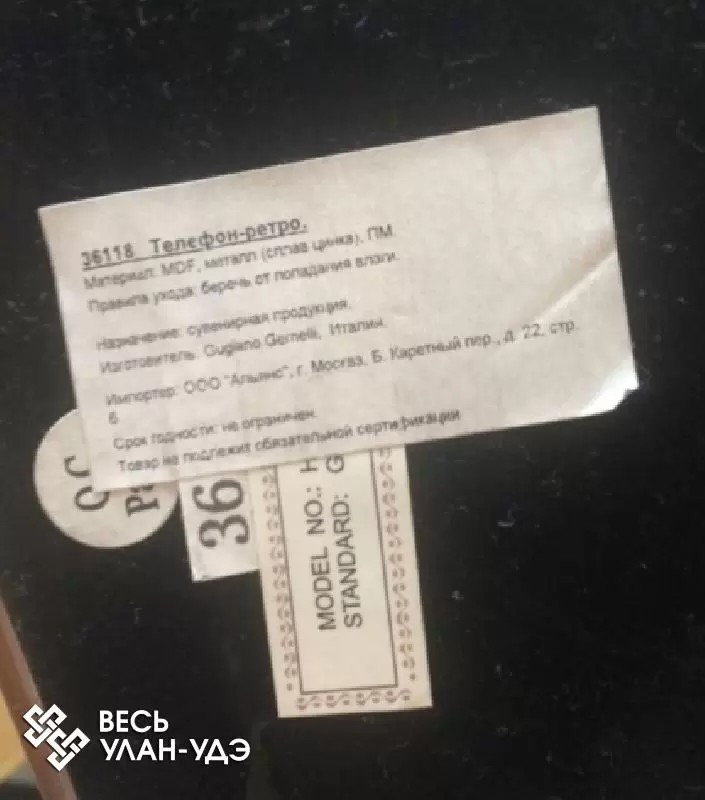 36118 Телефон-ретро.
Материал: MDF, металл (сплав цинка), ПМ
Правила ухода: беречь от попадания влаги.
Назначение: сувенирная продукция.
Изготовитель: Gugliano Gemelli, Италия.
Импортер: ООО "Альянс", г. Москва, Б. Каретный пер., д. 22, стр.
6
Срок годности: не ограничен.
Товар не подлежит обязательной сертификации
36
MODEL NO.: H
STANDARD: G
ВЕСЬ
УЛАН-УДЭ